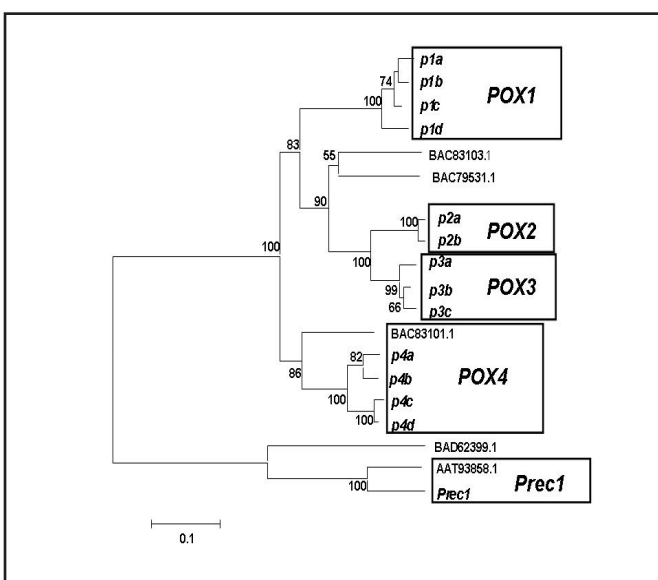 p1a
74
p1b
POX1
p1c
100
p1d
83
55
BAC83103.1
BAC79531.1
90
100
p2a
POX2
p2b
100
100
p3a
POX3
99
p3b
66
p3c
BAC83101.1
82
p4a
86
POX4
p4b
100
p4c
100
p4d
BAD62399.1
AAT93858.1
Prec1
100
Prec1
0.1